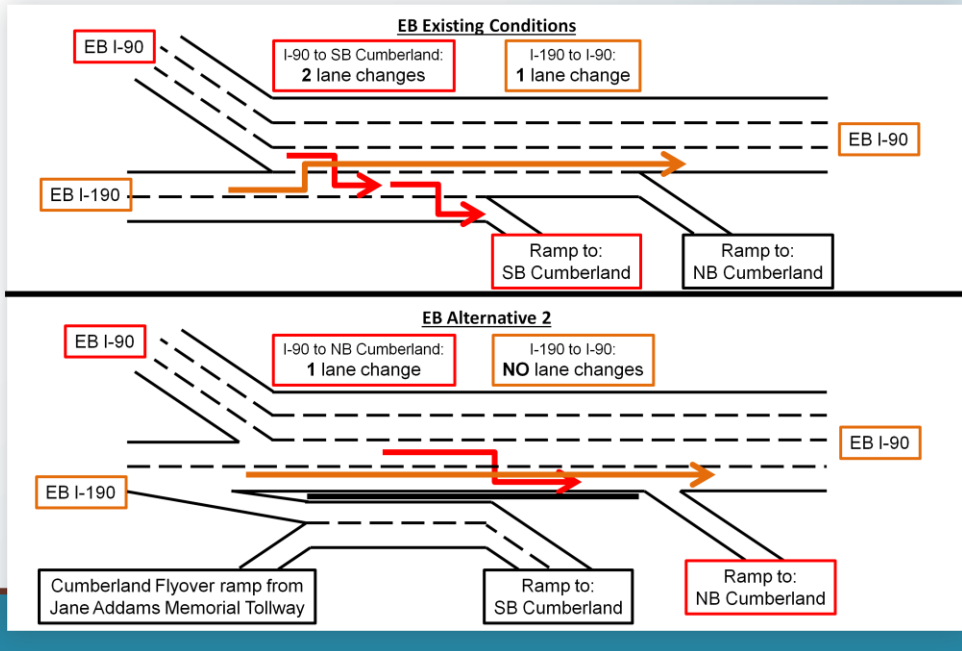 EB Existing Conditions
EB I-90
I-90 to SB Cumberland:
2 lane changes
I-190 to I-90:
1 lane change
EB I-90
EB I-190
Ramp to:
SB Cumberland
Ramp to:
NB Cumberland
EB Alternative 2
EB I-90
I-90 to NB Cumberland:
1 lane change
I-190 to I-90:
NO lane changes
EB I-90
EB I-190
Cumberland Flyover ramp from
Jane Addams Memorial Tollway
Ramp to:
SB Cumberland
Ramp to:
NB Cumberland